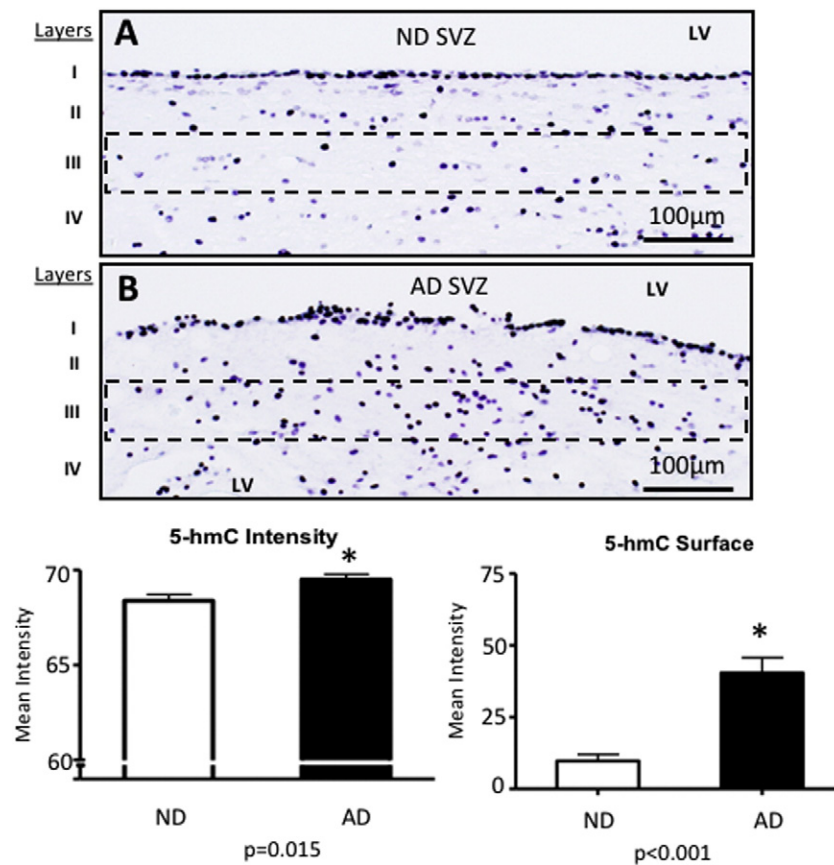 Layers
A
ND SVZ
LV
I
II
III
IV
100μm
Layers
B
AD SVZ
LV
I
II
III
IV
LV
100μm
5-hmC Intensity
*
70
65
60
Mean Intensity
ND
AD
p=0.015
5-hmC Surface
*
75
50
25
0
Mean Intensity
ND
AD
p<0.001